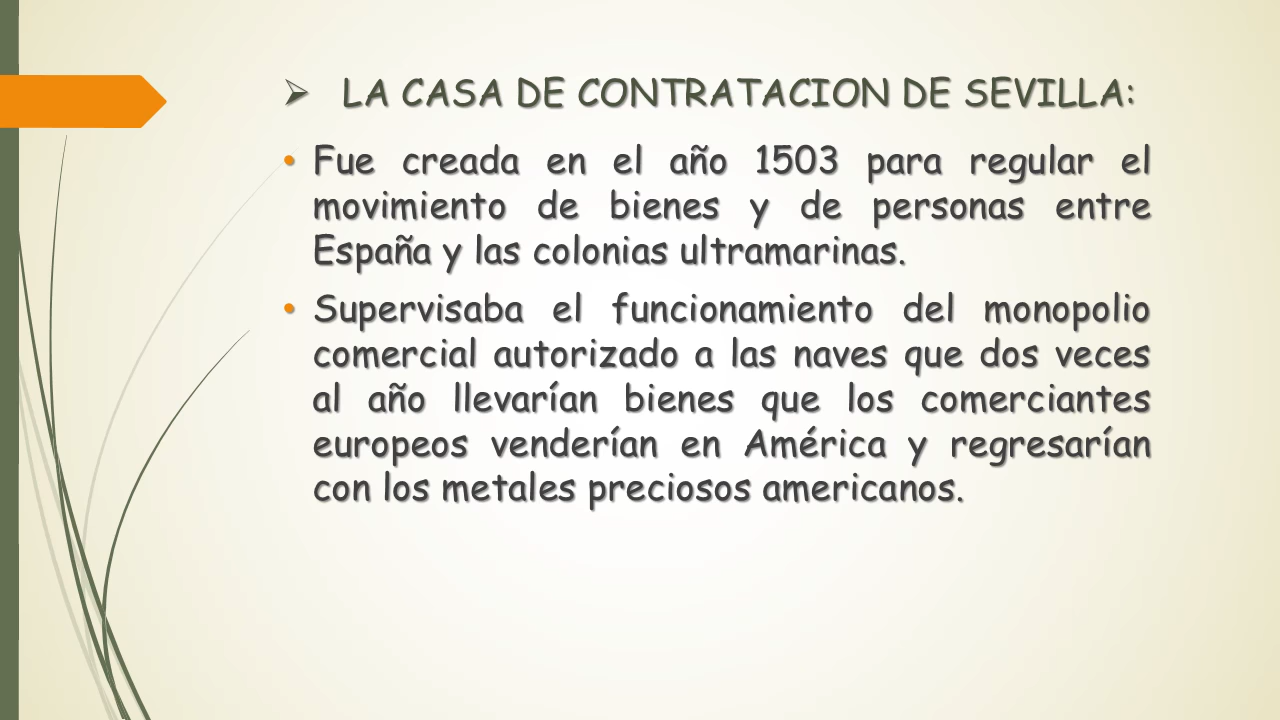 ➢ LA CASA DE CONTRATACION DE SEVILLA:
• Fue creada en el año 1503 para regular el
movimiento de bienes y de personas entre
España y las colonias ultramarinas.
• Supervisaba el funcionamiento del monopolio
comercial autorizado a las naves que dos veces
al año llevarían bienes que los comerciantes
europeos venderían en América y regresarían
con los metales preciosos americanos.